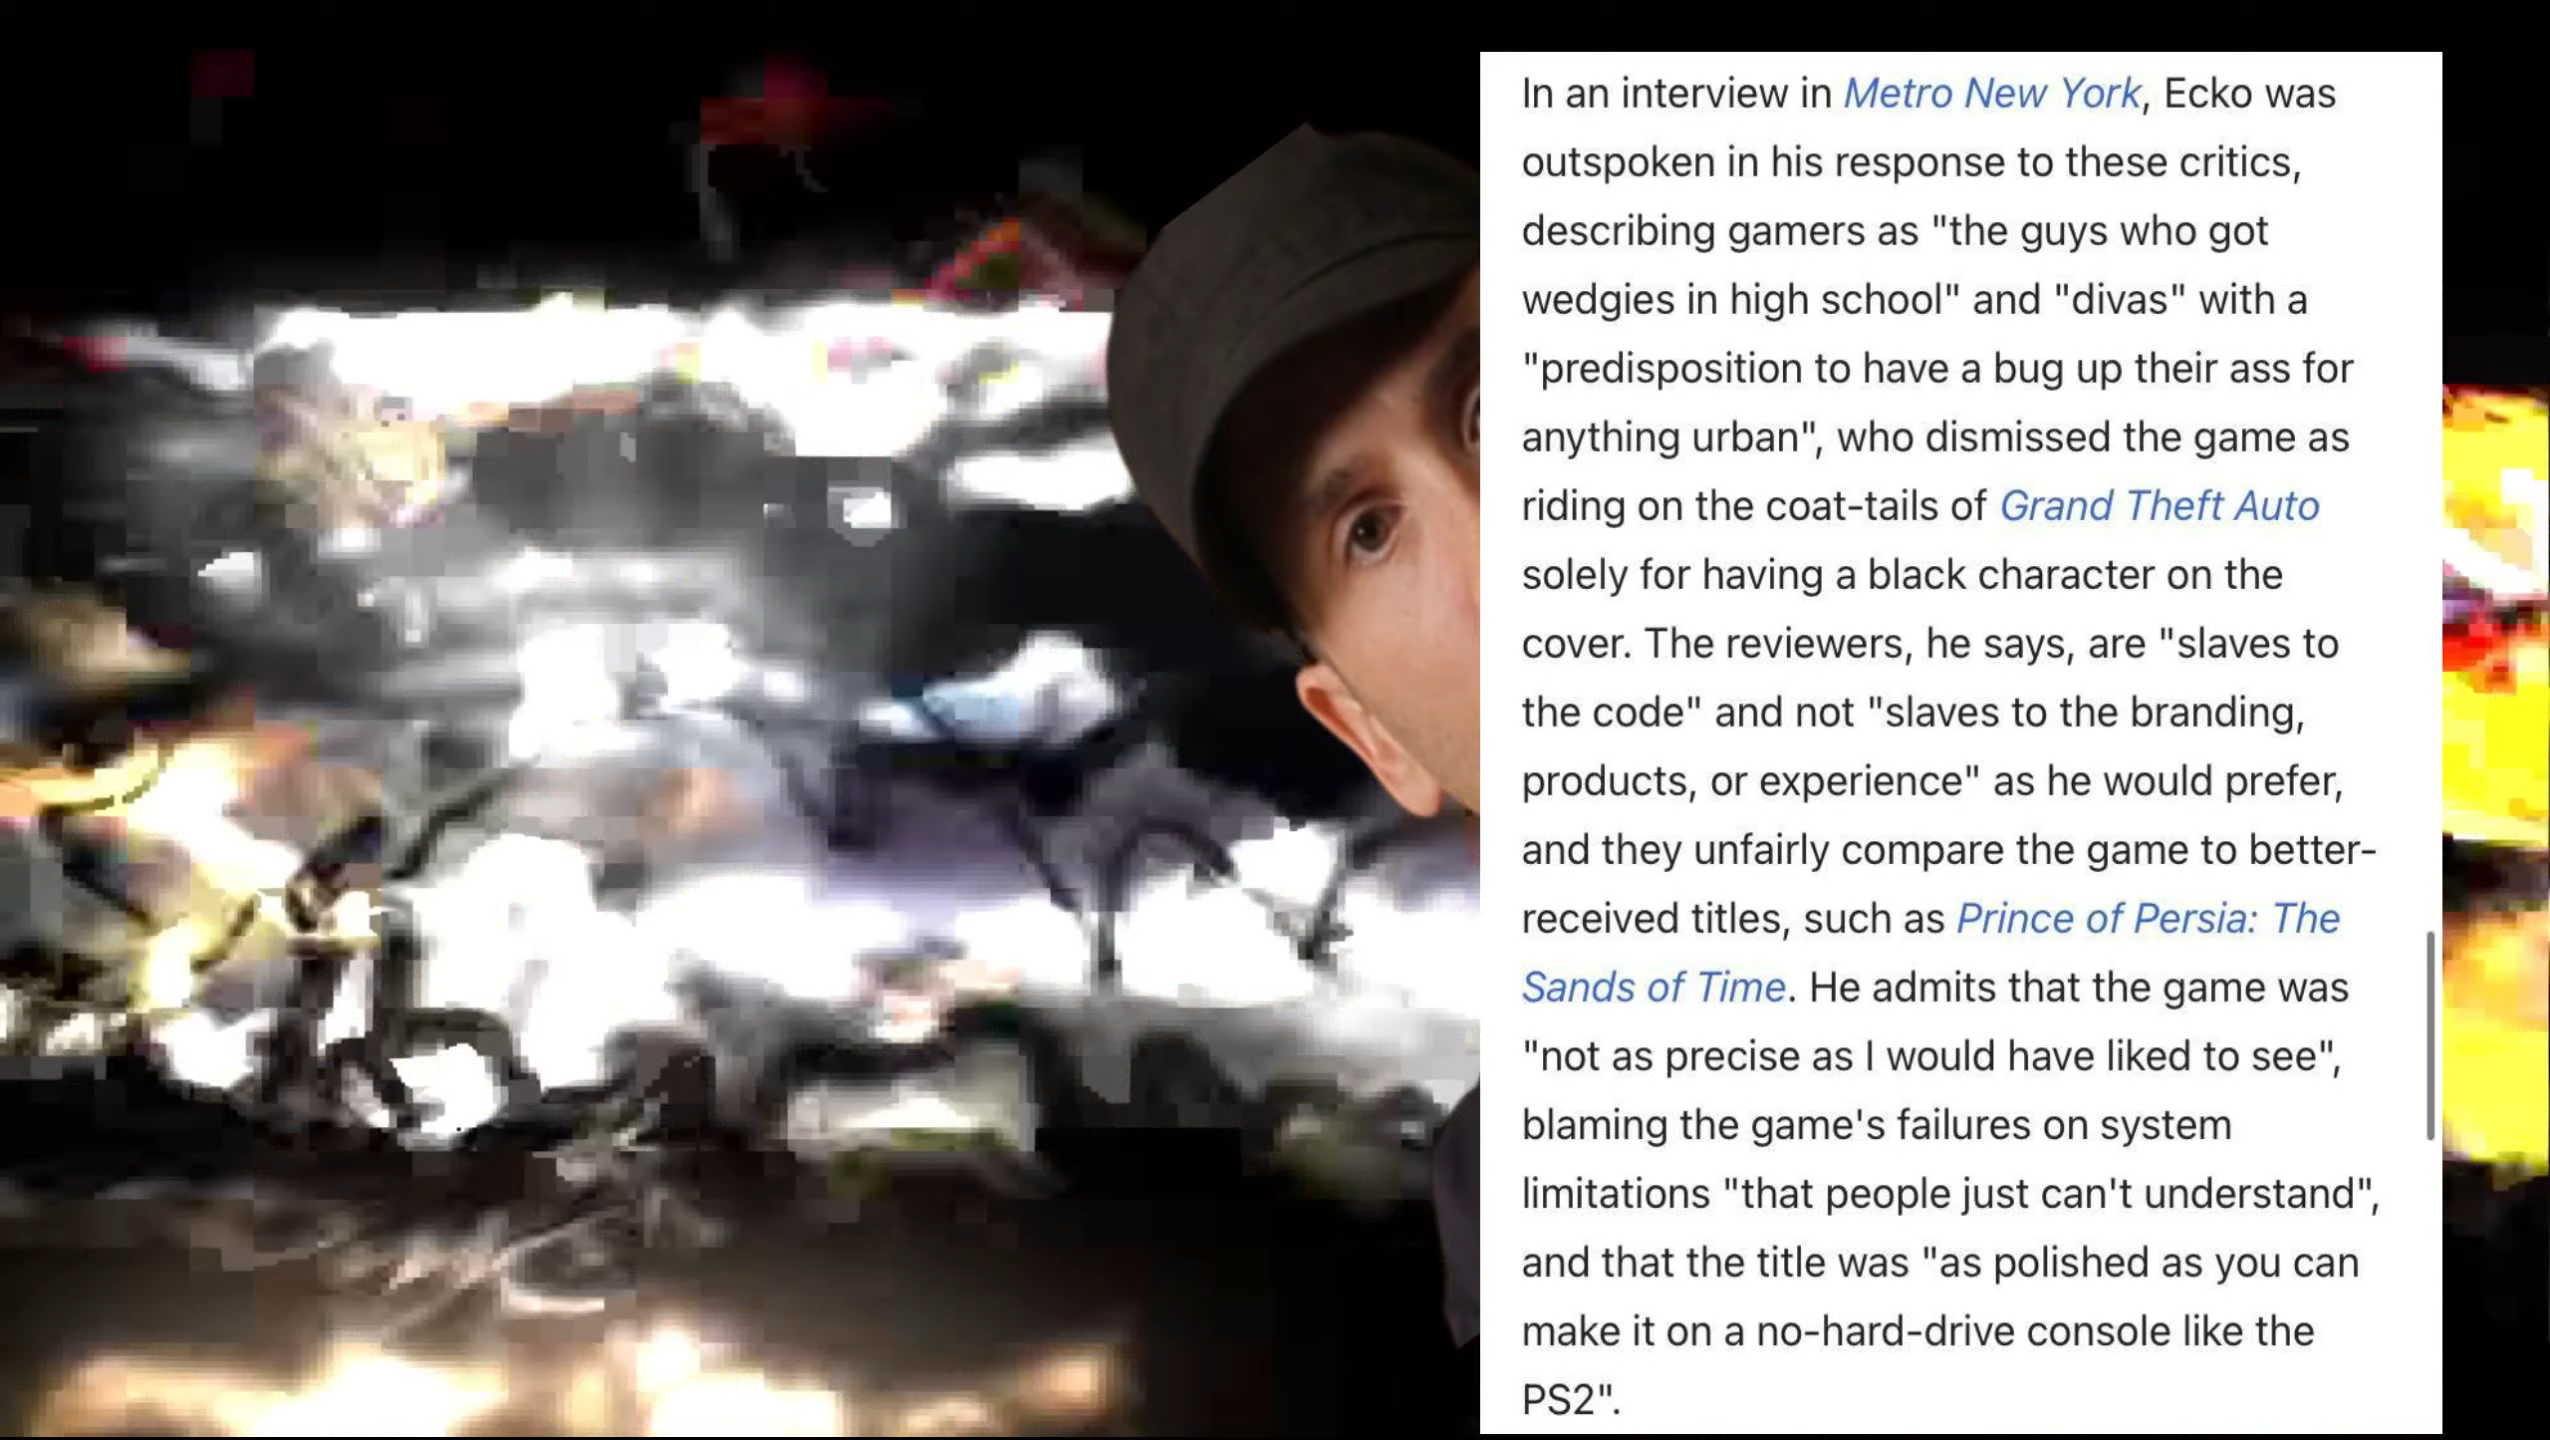 In an interview in Metro New York, Ecko was
outspoken in his response to these critics,
describing gamers as "the guys who got
wedgies in high school" and "divas" with a
"predisposition to have a bug up their ass for
anything urban", who dismissed the game as
riding on the coat-tails of Grand Theft Auto
solely for having a black character on the
cover. The reviewers, he says, are "slaves to
the code" and not "slaves to the branding,
products, or experience" as he would prefer,
and they unfairly compare the game to better-
received titles, such as Prince of Persia: The
Sands of Time. He admits that the game was
"not as precise as I would have liked to see",
blaming the game's failures on system
limitations "that people just can't understand",
and that the title was "as polished as you can
make it on a no-hard-drive console like the
PS2".